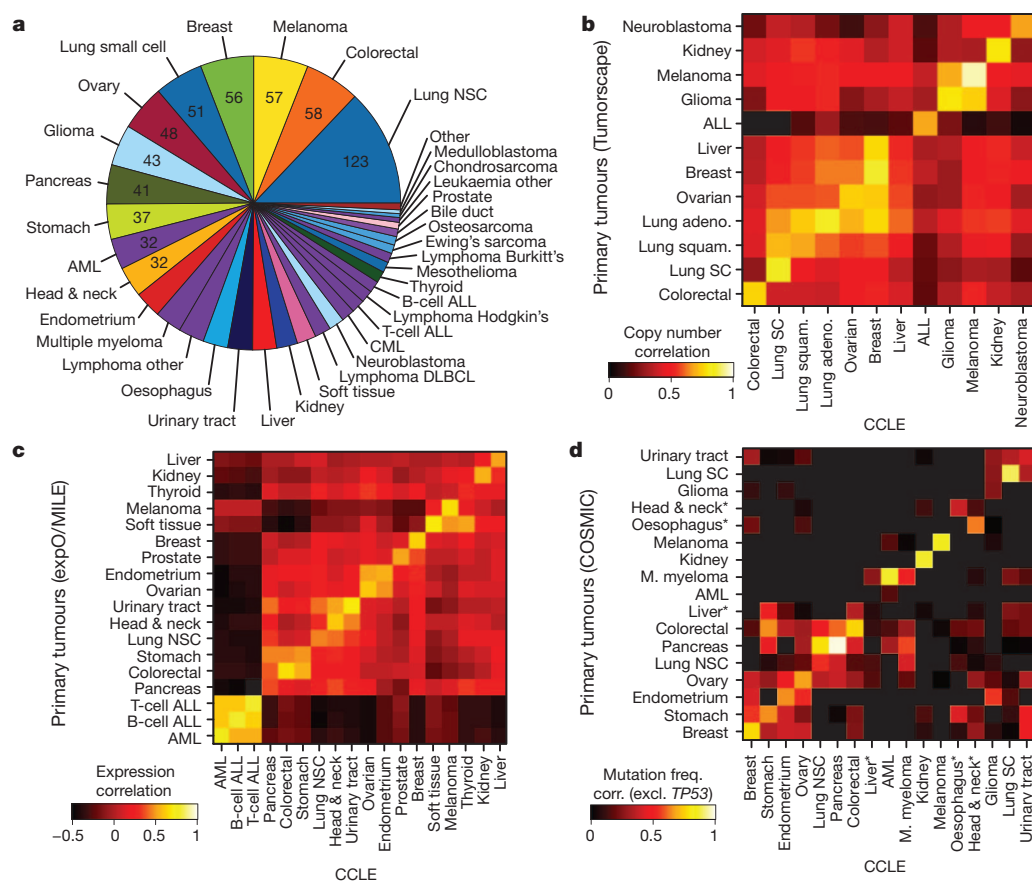 a
Breast
Melanoma
Lung small cell
Colorectal
Ovary
Lung NSC
Glioma
Pancreas
Stomach
AML
Head & neck
Endometrium
Multiple myeloma
Lymphoma other
Oesophagus
Urinary tract
Liver
Kidney
Soft tissue
Lymphoma DLBCL
Neuroblastoma
CML
T-cell ALL
Lymphoma Hodgkin's
B-cell ALL
Thyroid
Mesothelioma
Lymphoma Burkitt's
Ewing's sarcoma
Osteosarcoma
Bile duct
Prostate
Leukaemia other
Chondrosarcoma
Medulloblastoma
Other
56
57
58
51
48
123
43
41
37
32
32
b
Primary tumours (Tumorscape)
Neuroblastoma
Kidney
Melanoma
Glioma
ALL
Liver
Breast
Ovarian
Lung adeno.
Lung squam.
Lung SC
Colorectal
Copy number
correlation
0
0.5
1
Colorectal
Lung SC
Lung squam.
Lung adeno.
Ovarian
Breast
Liver
ALL
Glioma
Melanoma
Kidney
Neuroblastoma
CCLE
c
Primary tumours (expO/MILE)
Liver
Kidney
Thyroid
Melanoma
Soft tissue
Breast
Prostate
Endometrium
Ovarian
Urinary tract
Head & neck
Lung NSC
Stomach
Colorectal
Pancreas
T-cell ALL
B-cell ALL
AML
Expression
correlation
−0.5
0
0.5
1
AML
B-cell ALL
T-cell ALL
Pancreas
Colorectal
Stomach
Lung NSC
Head & neck
Urinary tract
Ovarian
Endometrium
Prostate
Breast
Soft tissue
Melanoma
Thyroid
Kidney
Liver
CCLE
d
Primary tumours (COSMIC)
Urinary tract
Lung SC
Glioma
Head & neck*
Oesophagus*
Melanoma
Kidney
M. myeloma
AML
Liver*
Colorectal
Pancreas
Lung NSC
Ovary
Endometrium
Stomach
Breast
Mutation freq.
corr. (excl. TP53)
0
0.5
1
Breast
Stomach
Endometrium
Ovary
Lung NSC
Pancreas
Colorectal
Liver*
AML
M. myeloma
Kidney
Melanoma
Oesophagus*
Head & neck*
Glioma
Lung SC
Urinary tract
CCLE